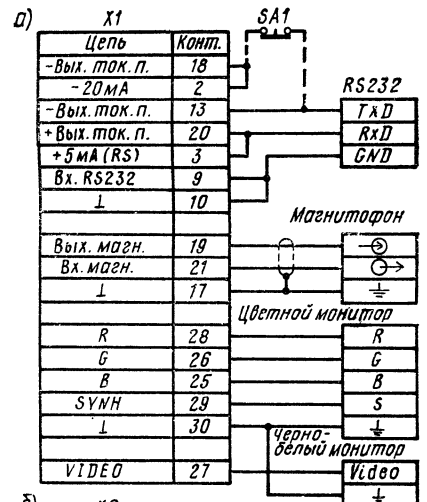 а) X1 SA1
Цепь Конт.
-Вых. ток. п. 18
-20мА 2
-Вых. ток. п. 13
+Вых. ток. п. 20
+5мА (RS) 3
Вх. RS232 9
⊥ 10
RS232
TxD
RxD
GND
Магнитофон
Вых. магн. 19
Вх. магн. 21
⊥ 17
Цветной монитор
R 28 R
G 26 G
B 25 B
SYNH 29 S
⊥ 30
Черно-
белый монитор
VIDEO 27 Video